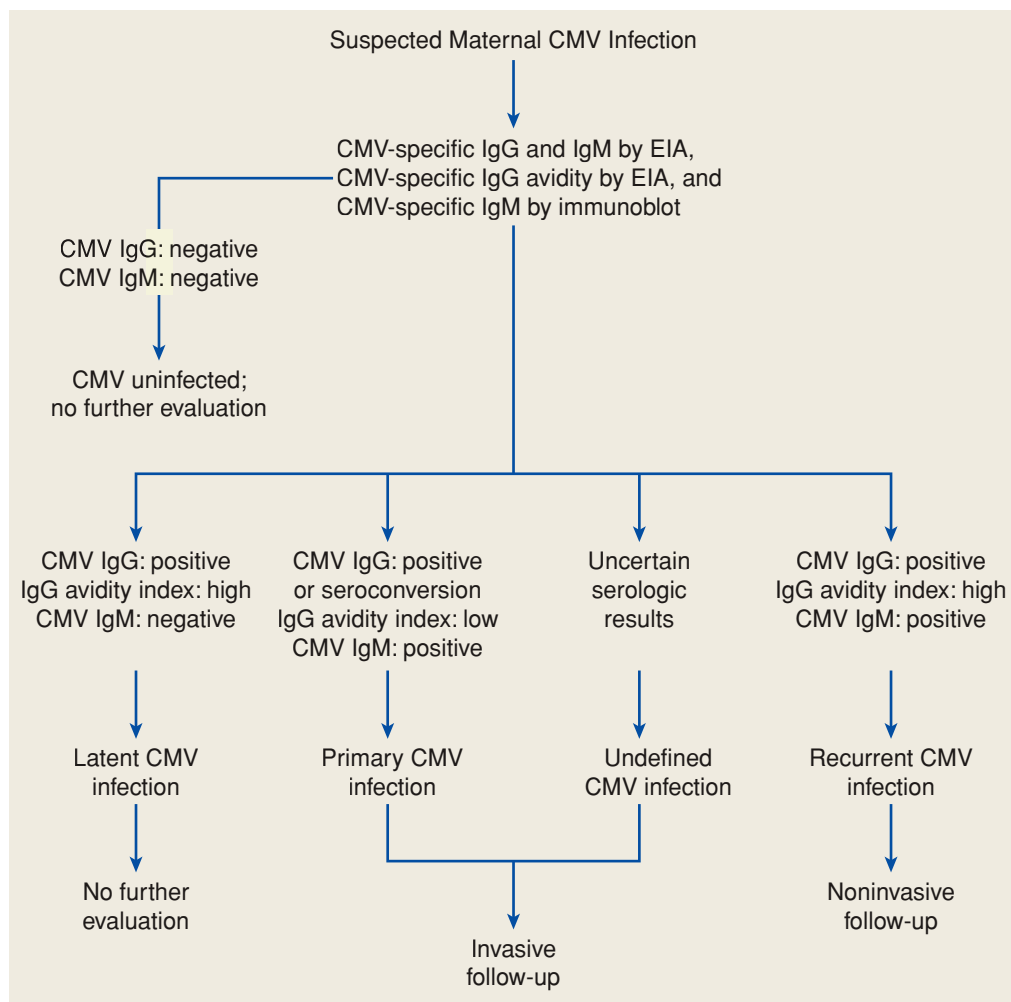 Suspected Maternal CMV Infection
CMV-specific IgG and IgM by EIA,
CMV-specific IgG avidity by EIA, and
CMV-specific IgM by immunoblot
CMV IgG: negative
CMV IgM: negative
CMV uninfected;
no further evaluation
CMV IgG: positive
IgG avidity index: high
CMV IgM: negative
CMV IgG: positive
or seroconversion
IgG avidity index: low
CMV IgM: positive
Uncertain
serologic
results
CMV IgG: positive
IgG avidity index: high
CMV IgM: positive
Latent CMV
infection
Primary CMV
infection
Undefined
CMV infection
Recurrent CMV
infection
No further
evaluation
Invasive
follow-up
Noninvasive
follow-up